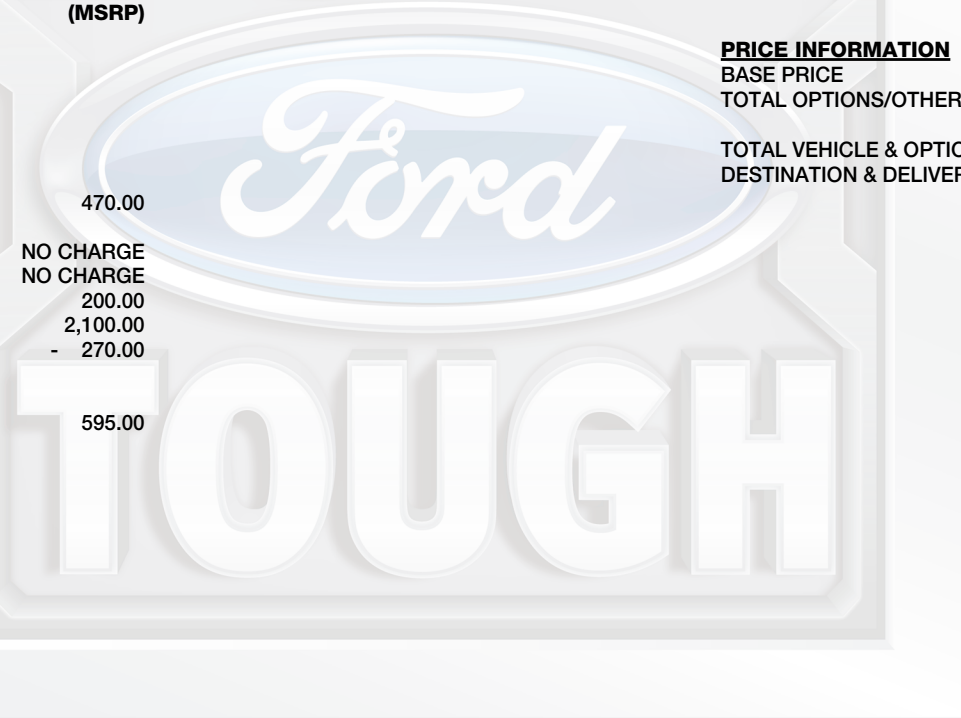 (MSRP)
470.00
NO CHARGE
NO CHARGE
200.00
2,100.00
- 270.00
595.00
PRICE INFORMATION
BASE PRICE
TOTAL OPTIONS/OTHER
TOTAL VEHICLE & OPTIO
DESTINATION & DELIVER
Ford
TOUGH